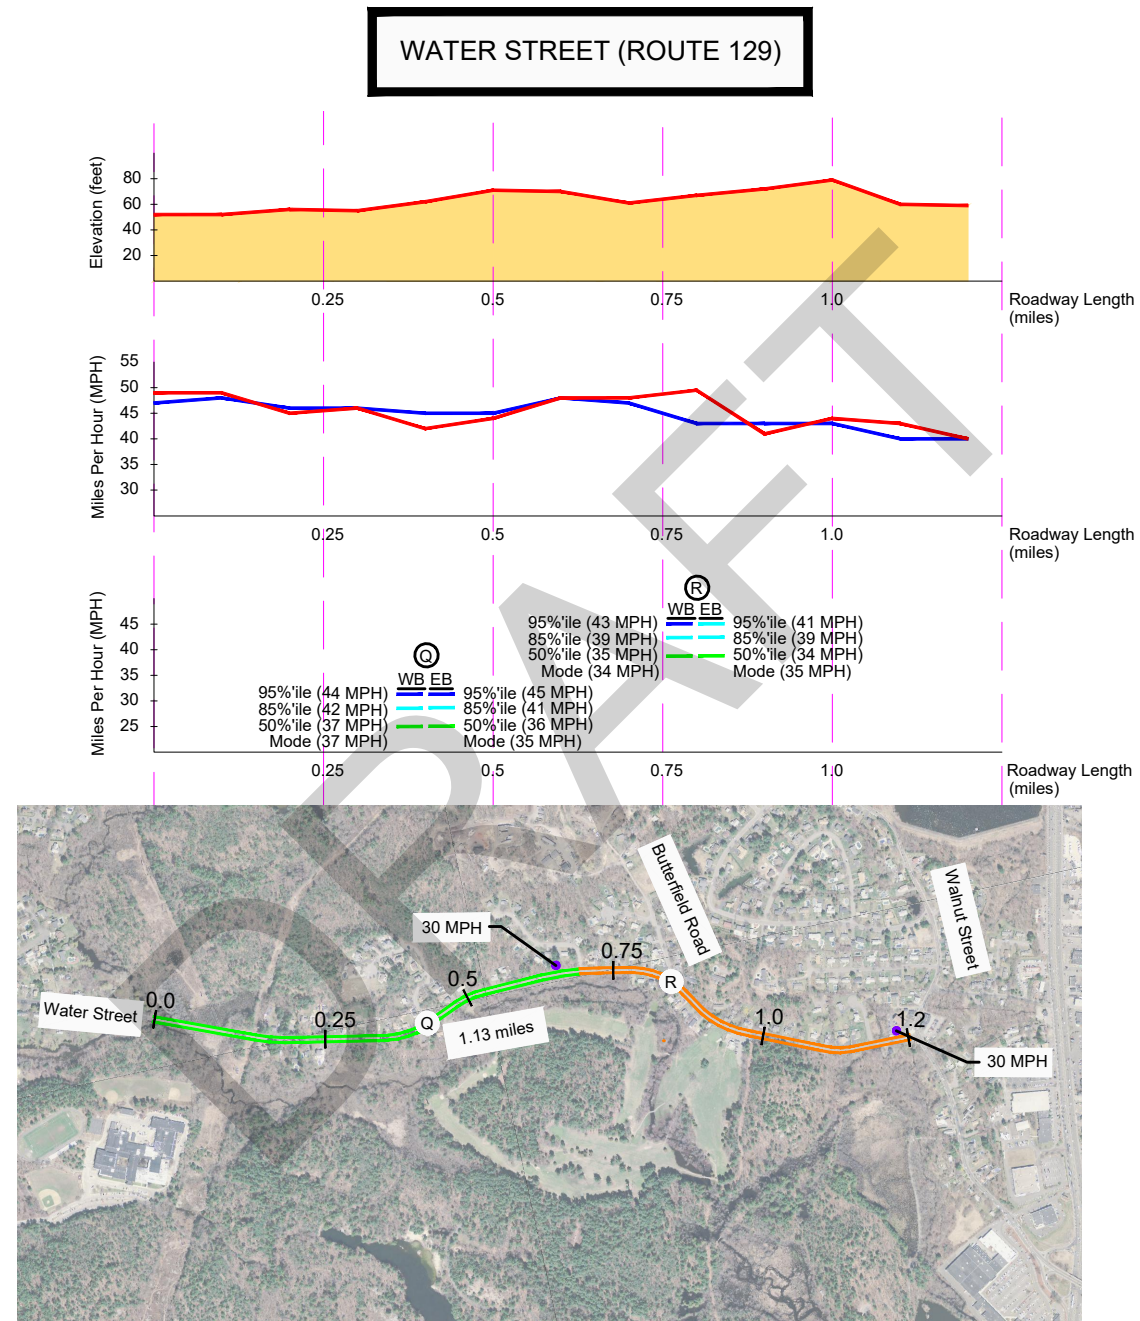 WATER STREET (ROUTE 129)
Elevation (feet)
80
60
40
20
0.25
0.5
0.75
1.0
Roadway Length
(miles)
Miles Per Hour (MPH)
55
50
45
40
35
30
0.25
0.5
0.75
1.0
Roadway Length
(miles)
Miles Per Hour (MPH)
45
40
35
30
25
R
WB EB
95%'ile (43 MPH)
95%'ile (41 MPH)
85%'ile (39 MPH)
85%'ile (39 MPH)
50%'ile (35 MPH)
50%'ile (34 MPH)
Mode (34 MPH)
Mode (35 MPH)
Q
WB EB
95%'ile (44 MPH)
95%'ile (45 MPH)
85%'ile (42 MPH)
85%'ile (41 MPH)
50%'ile (37 MPH)
50%'ile (36 MPH)
Mode (37 MPH)
Mode (35 MPH)
0.25
0.5
0.75
1.0
Roadway Length
(miles)
DRAFT
Butterfield Road
Walnut Street
30 MPH
0.75
0.5
R
Water Street
0.0
0.25
Q
1.13 miles
1.0
1.2
30 MPH